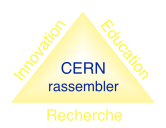 Innovation
Education
CERN
rassembler
Recherche